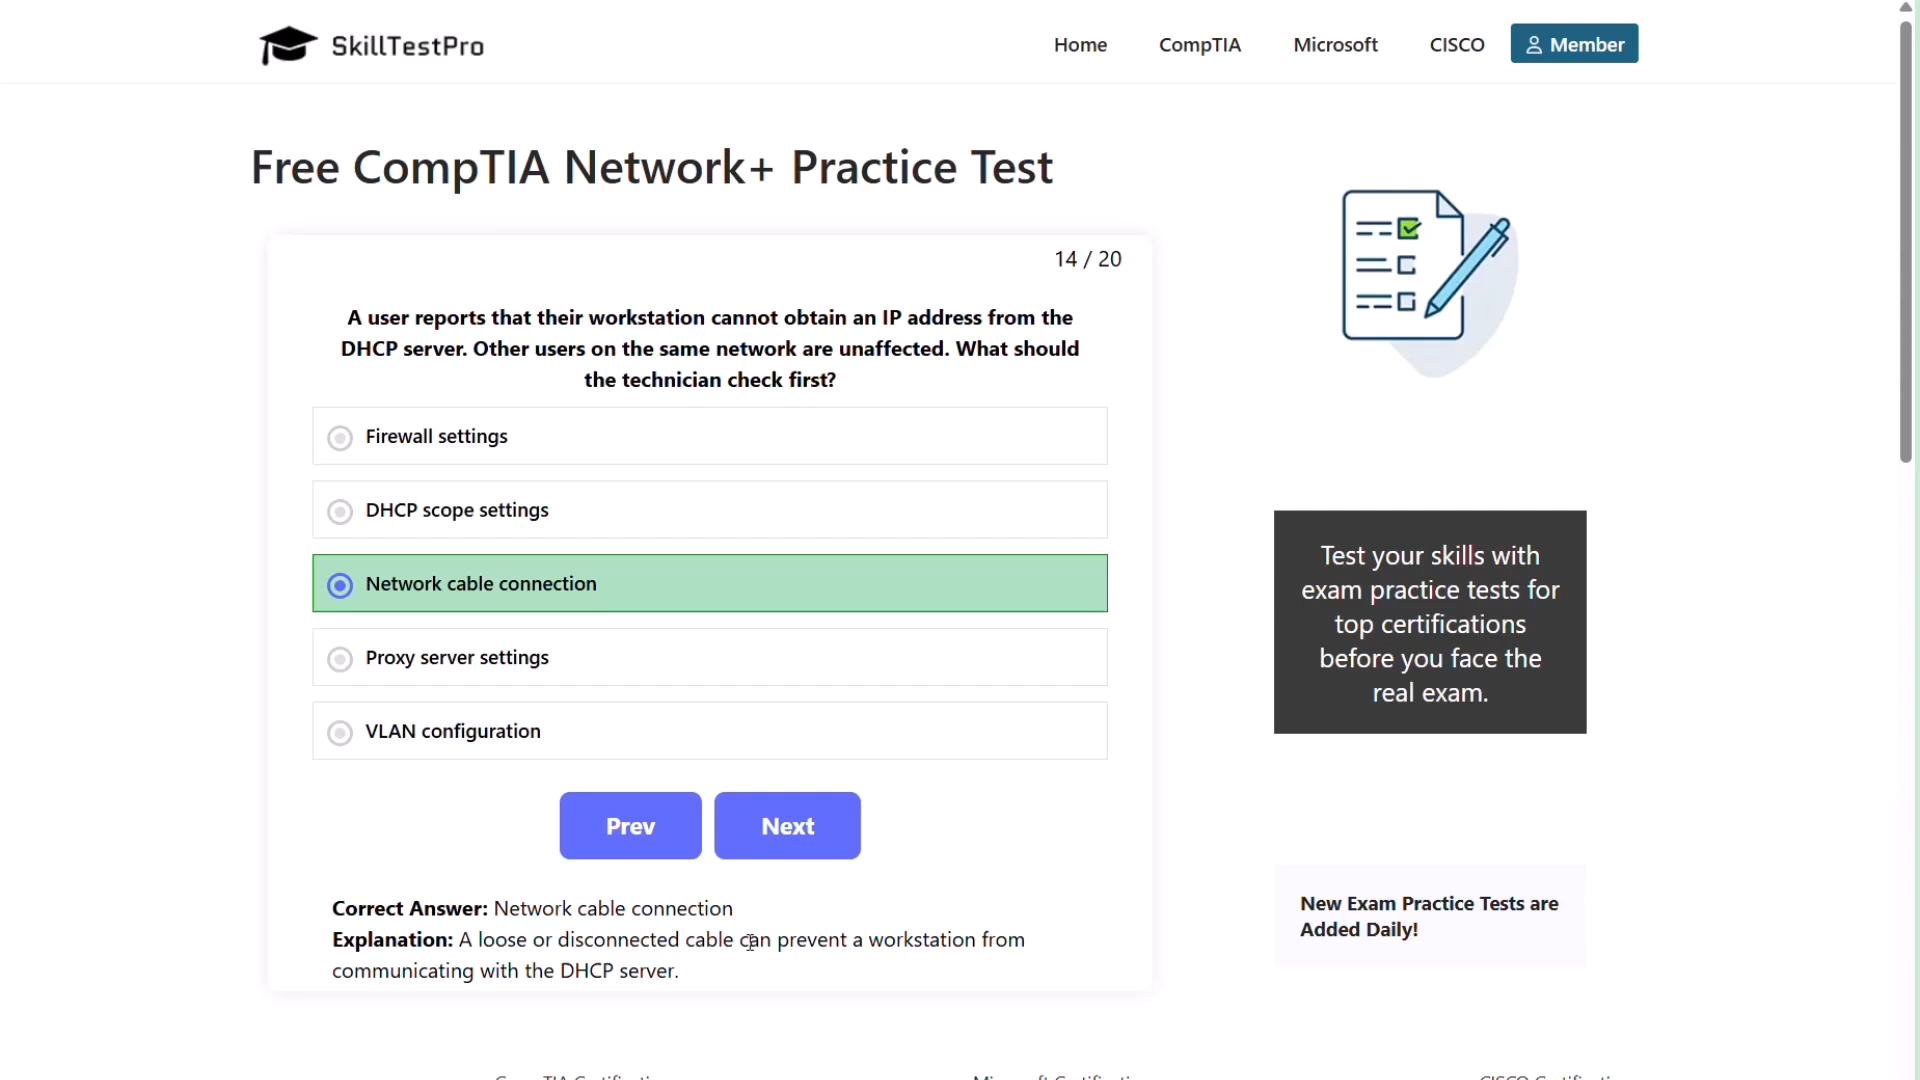 SkillTestPro
Home
CompTIA
Microsoft
CISCO
Member
Free CompTIA Network+ Practice Test
14 / 20
A user reports that their workstation cannot obtain an IP address from the
DHCP server. Other users on the same network are unaffected. What should
the technician check first?
Firewall settings
DHCP scope settings
Network cable connection
Proxy server settings
VLAN configuration
Prev
Next
Correct Answer: Network cable connection
Explanation: A loose or disconnected cable can prevent a workstation from
communicating with the DHCP server.
Test your skills with
exam practice tests for
top certifications
before you face the
real exam.
New Exam Practice Tests are
Added Daily!